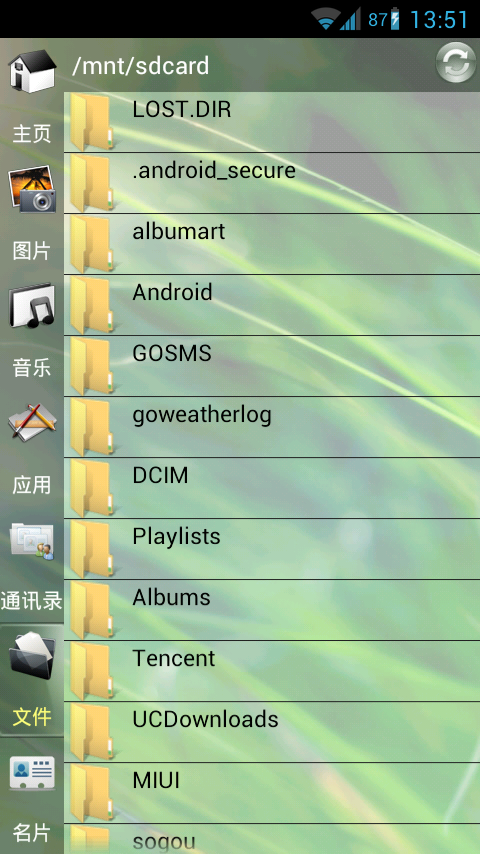 87 13:51
/mnt/sdcard
主页
图片
音乐
应用
通讯录
文件
名片
LOST.DIR
.android_secure
albumart
Android
GOSMS
goweatherlog
DCIM
Playlists
Albums
Tencent
UCDownloads
MIUI
sogou